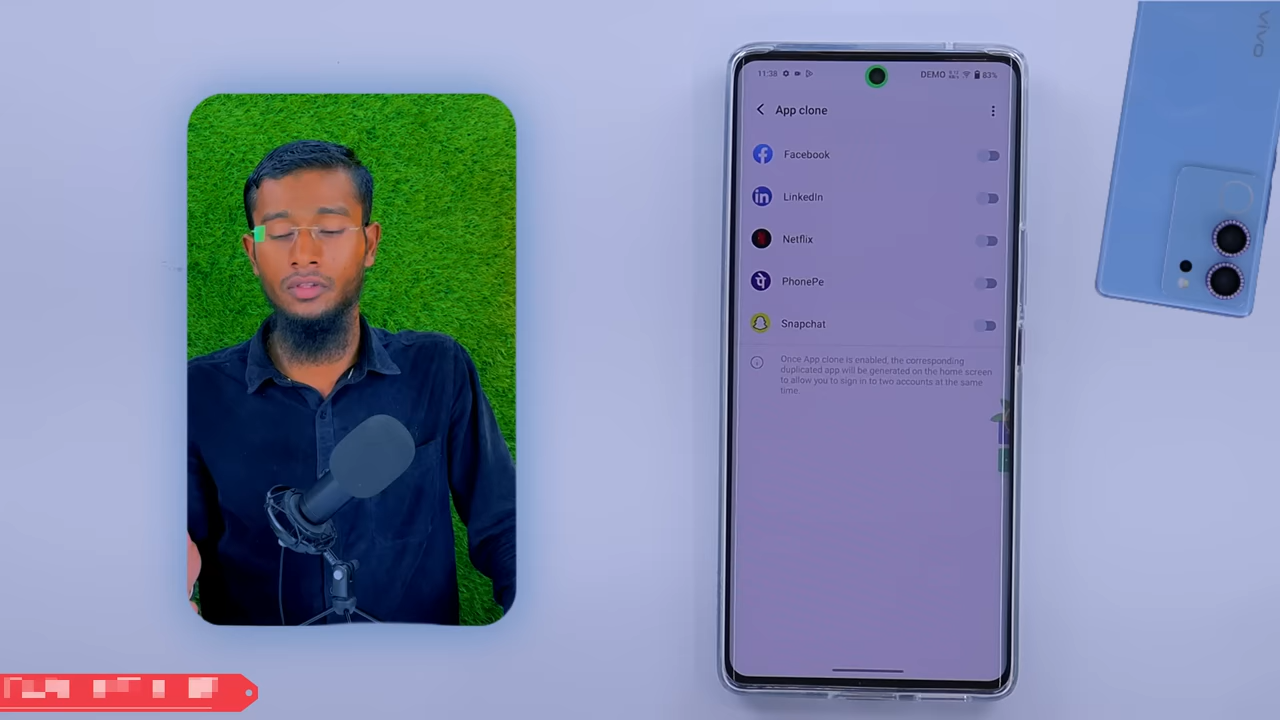 11:38
DEMO
83%
App clone
Facebook
LinkedIn
Netflix
PhonePe
Snapchat
Once App clone is enabled, the corresponding
duplicated app will be generated on the home screen
to allow you to sign in to two accounts at the same
time.
vivo